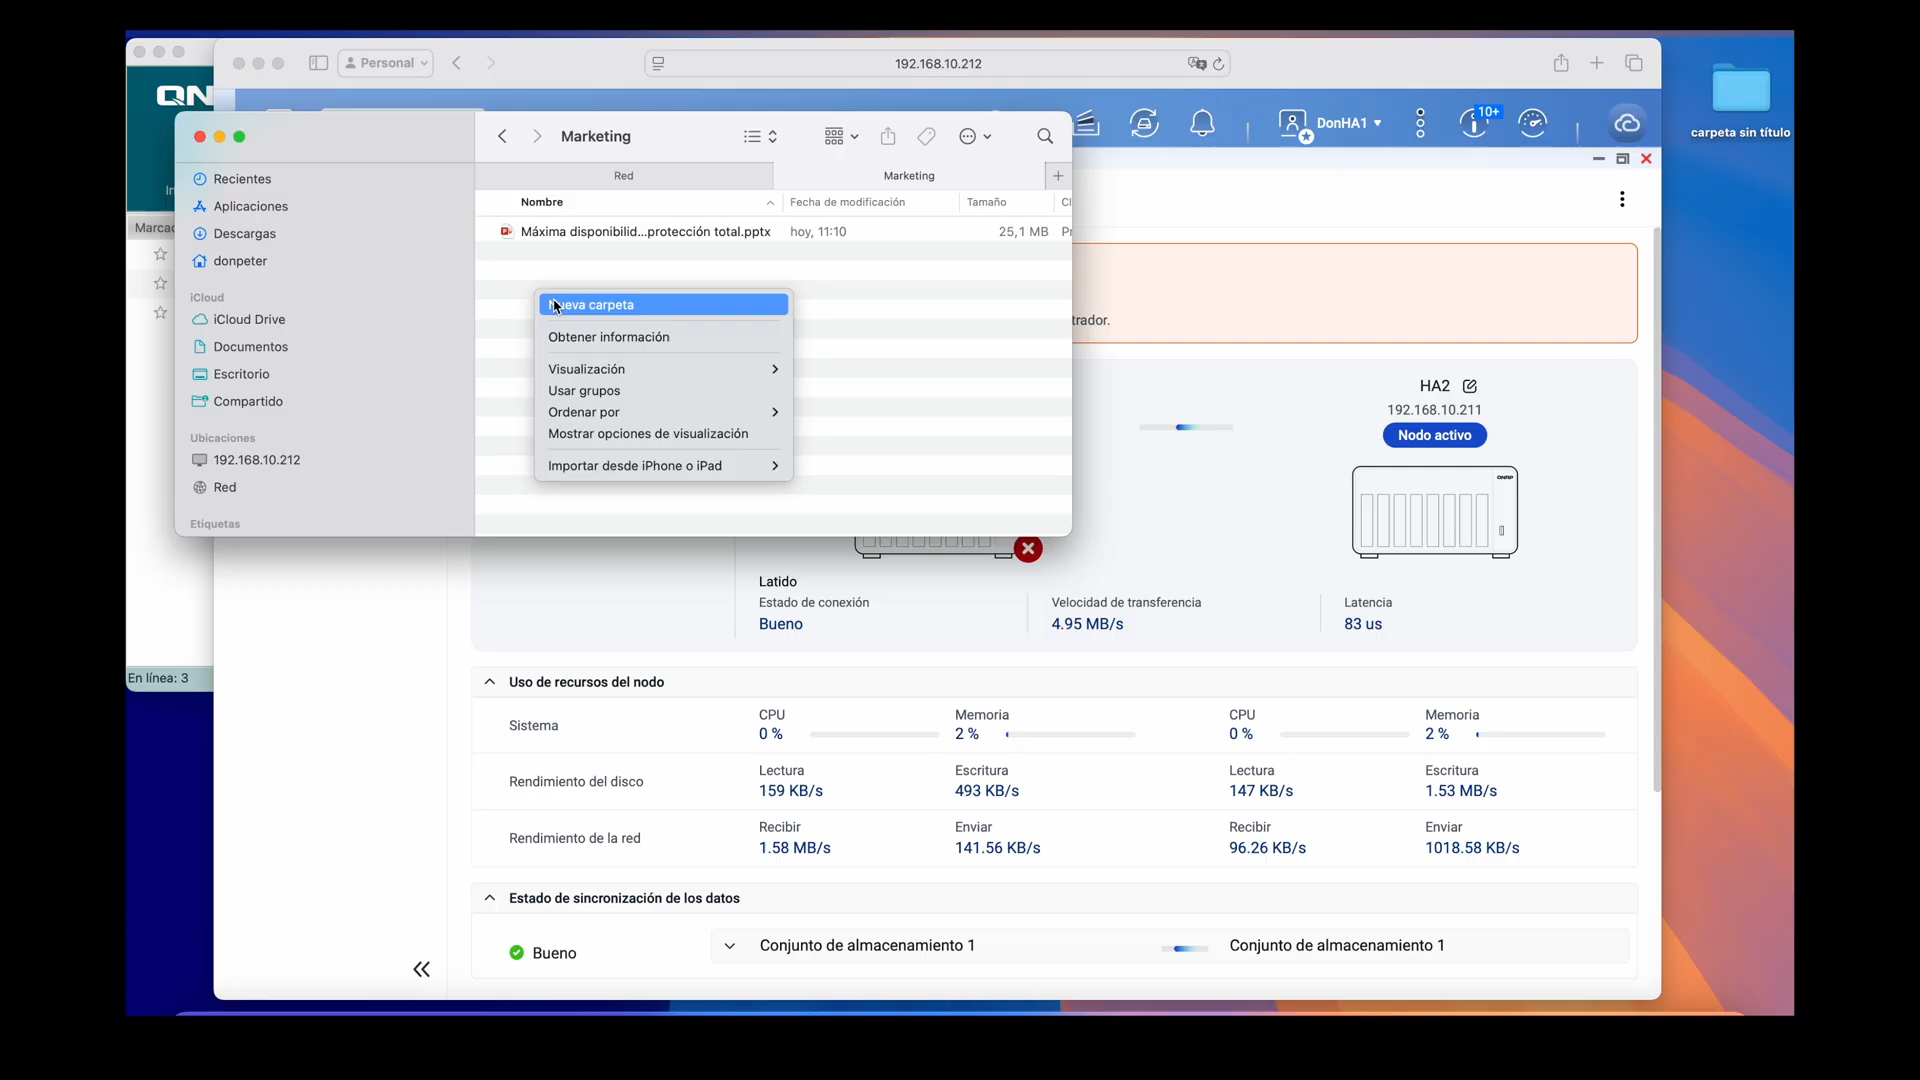 Personal
192.168.10.212
carpeta sin título
QN
DonHA1
10+
Marketing
Red
Marketing
Recientes
Aplicaciones
Descargas
donpeter
iCloud
iCloud Drive
Documentos
Escritorio
Compartido
Ubicaciones
192.168.10.212
Red
Etiquetas
Nombre
Fecha de modificación
Tamaño
Cl
Máxima disponibilid...protección total.pptx
hoy, 11:10
25,1 MB
Pr
Nueva carpeta
Obtener información
Visualización
Usar grupos
Ordenar por
Mostrar opciones de visualización
Importar desde iPhone o iPad
In
Marcad
En línea: 3
trador.
HA2
192.168.10.211
Nodo activo
QNAP
Latido
Estado de conexión
Bueno
Velocidad de transferencia
4.95 MB/s
Latencia
83 us
Uso de recursos del nodo
Sistema
CPU
0 %
Memoria
2 %
CPU
0 %
Memoria
2 %
Rendimiento del disco
Lectura
159 KB/s
Escritura
493 KB/s
Lectura
147 KB/s
Escritura
1.53 MB/s
Rendimiento de la red
Recibir
1.58 MB/s
Enviar
141.56 KB/s
Recibir
96.26 KB/s
Enviar
1018.58 KB/s
Estado de sincronización de los datos
Bueno
Conjunto de almacenamiento 1
Conjunto de almacenamiento 1